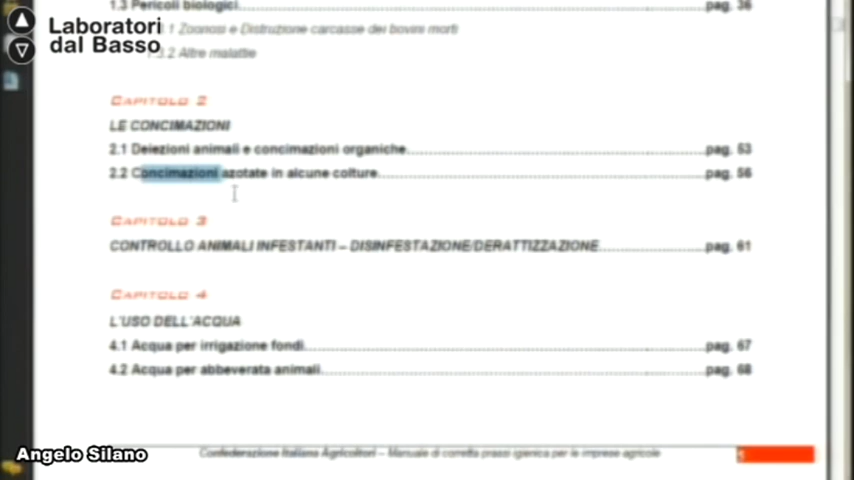 Laboratori
dal Basso
1.3 Pericoli biologici pag. 36
1.3.1 Zoonosi e Distruzione carcasse dei bovini morti
1.3.2 Altre malattie
CAPITOLO 2
LE CONCIMAZIONI
2.1 Deiezioni animali e concimazioni organiche pag. 53
2.2 Concimazioni azotate in alcune colture pag. 56
CAPITOLO 3
CONTROLLO ANIMALI INFESTANTI – DISINFESTAZIONE/DERATTIZZAZIONE pag. 61
CAPITOLO 4
L'USO DELL'ACQUA
4.1 Acqua per irrigazione fondi pag. 67
4.2 Acqua per abbeverata animali pag. 68
Confederazione Italiana Agricoltori – Manuale di corretta prassi igienica per le imprese agricole
Angelo Silano